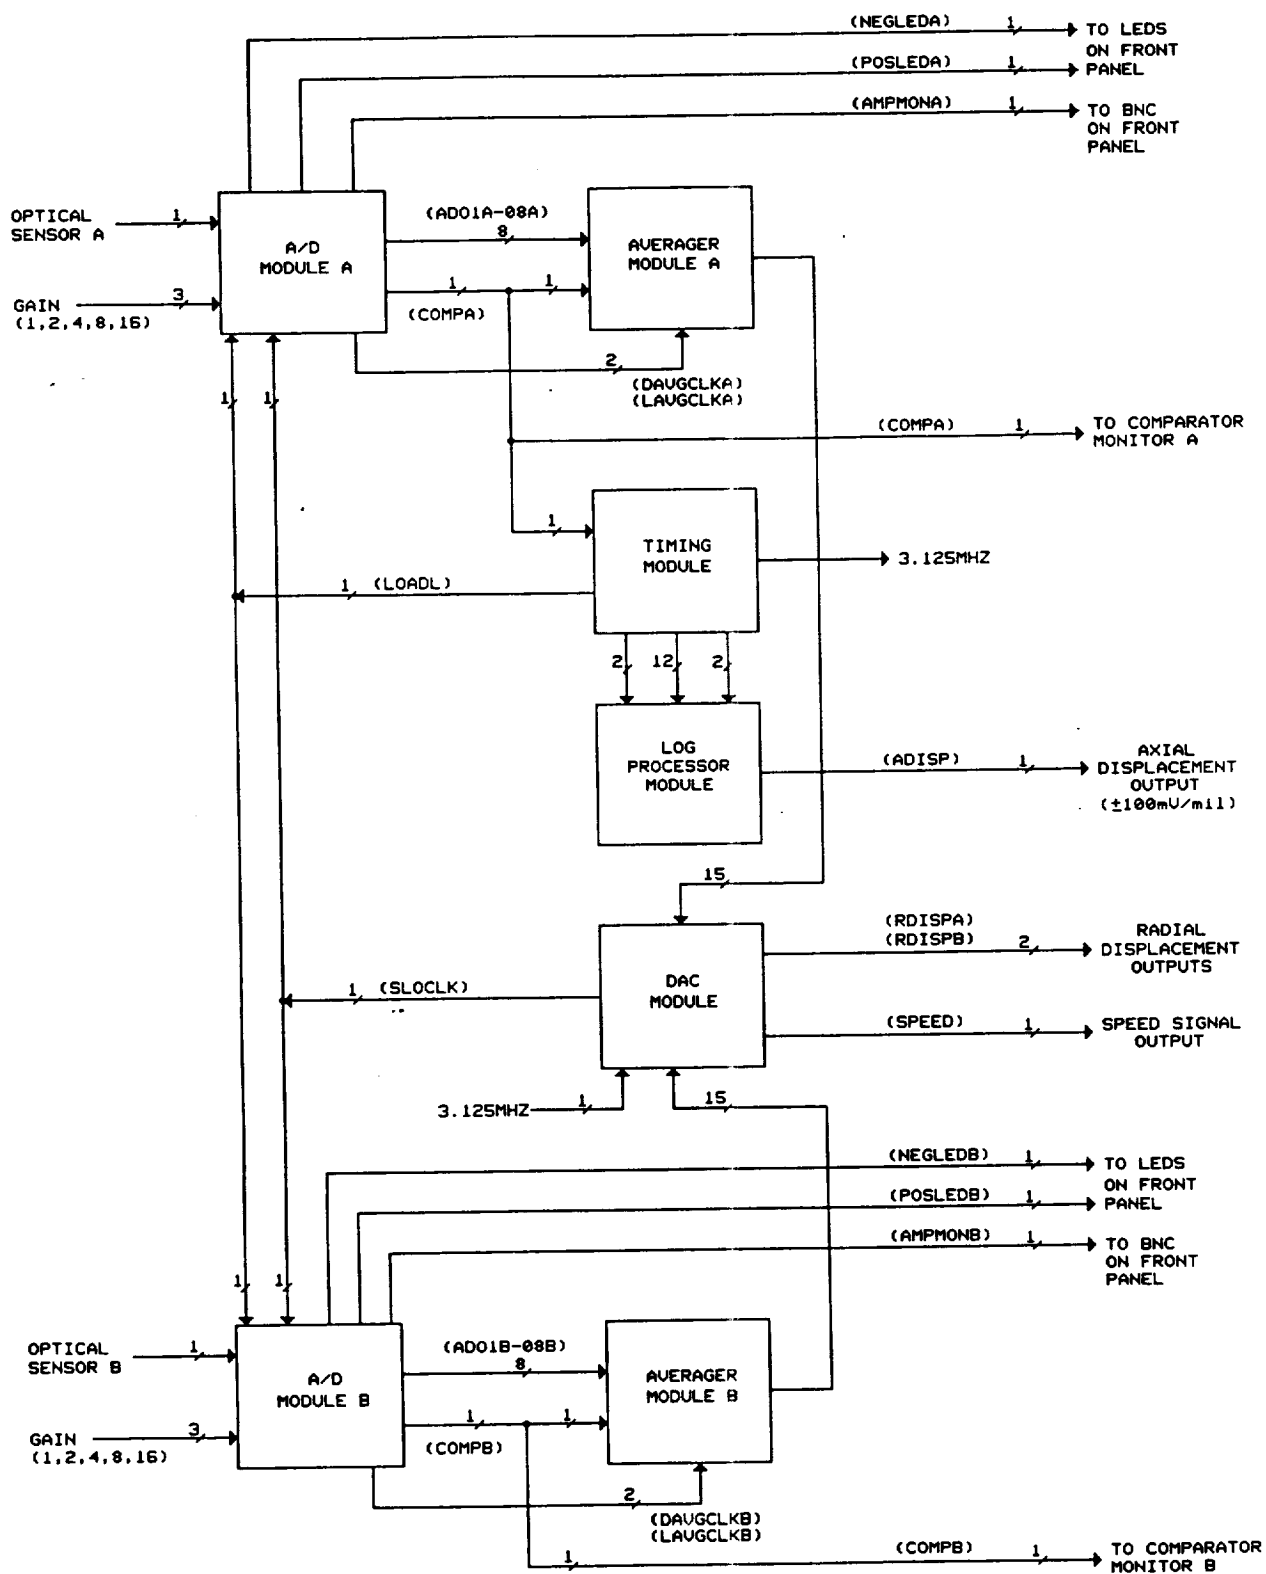 (NEGLEDA) 1
TO LEDS
ON FRONT
PANEL
(POSLEDA) 1
(AMPMONA) 1
TO BNC
ON FRONT
PANEL
OPTICAL
SENSOR A
1
GAIN
(1,2,4,8,16)
3
A/D
MODULE A
(ADO1A-08A)
8
1
1
(COMPA)
AVERAGER
MODULE A
2
(DAVGCLKA)
(LAVGCLKA)
1
1
(COMPA) 1
TO COMPARATOR
MONITOR A
1
TIMING
MODULE
3.125MHZ
1 (LOADL)
2
12
2
LOG
PROCESSOR
MODULE
(ADISP) 1
AXIAL
DISPLACEMENT
OUTPUT
(±100mV/mil)
15
(RDISPA)
(RDISPB) 2
RADIAL
DISPLACEMENT
OUTPUTS
DAC
MODULE
1 (SLOCLK)
(SPEED) 1
SPEED SIGNAL
OUTPUT
3.125MHZ 1
15
(NEGLEDB) 1
TO LEDS
ON FRONT
PANEL
(POSLEDB) 1
(AMPMONB) 1
TO BNC
ON FRONT
PANEL
1
1
OPTICAL
SENSOR B
1
GAIN
(1,2,4,8,16)
3
A/D
MODULE B
(ADO1B-08B)
8
1
1
(COMPB)
AVERAGER
MODULE B
2
(DAVGCLKB)
(LAVGCLKB)
1
(COMPB) 1
TO COMPARATOR
MONITOR B